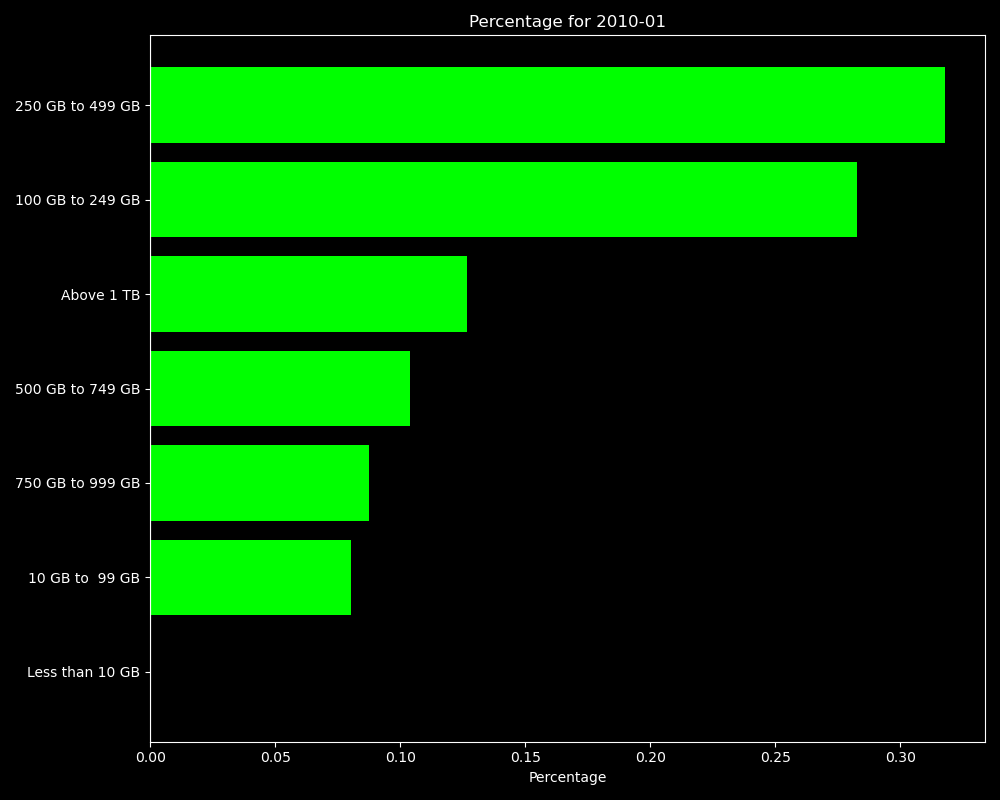 Percentage for 2010-01
250 GB to 499 GB
100 GB to 249 GB
Above 1 TB
500 GB to 749 GB
750 GB to 999 GB
10 GB to  99 GB
Less than 10 GB
0.00 0.05 0.10 0.15 0.20 0.25 0.30
Percentage